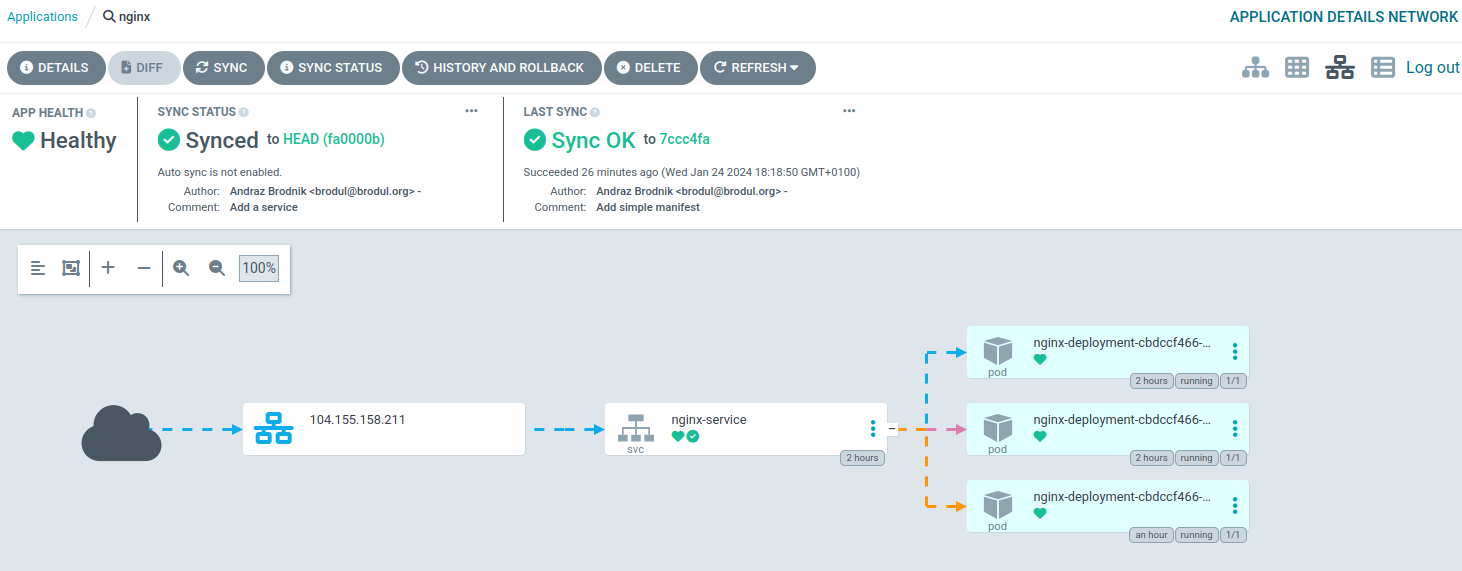 Applications / nginx
APPLICATION DETAILS NETWORK
DETAILS DIFF SYNC SYNC STATUS HISTORY AND ROLLBACK DELETE REFRESH
Log out
APP HEALTH
Healthy
SYNC STATUS
Synced to HEAD (fa0000b)
Auto sync is not enabled.
Author: Andraz Brodnik <brodul@brodul.org> -
Comment: Add a service
LAST SYNC
Sync OK to 7ccc4fa
Succeeded 26 minutes ago (Wed Jan 24 2024 18:18:50 GMT+0100)
Author: Andraz Brodnik <brodul@brodul.org> -
Comment: Add simple manifest
100%
104.155.158.211
nginx-service
svc
2 hours
nginx-deployment-cbdccf466-...
pod
2 hours running 1/1
nginx-deployment-cbdccf466-...
pod
2 hours running 1/1
nginx-deployment-cbdccf466-...
pod
an hour running 1/1